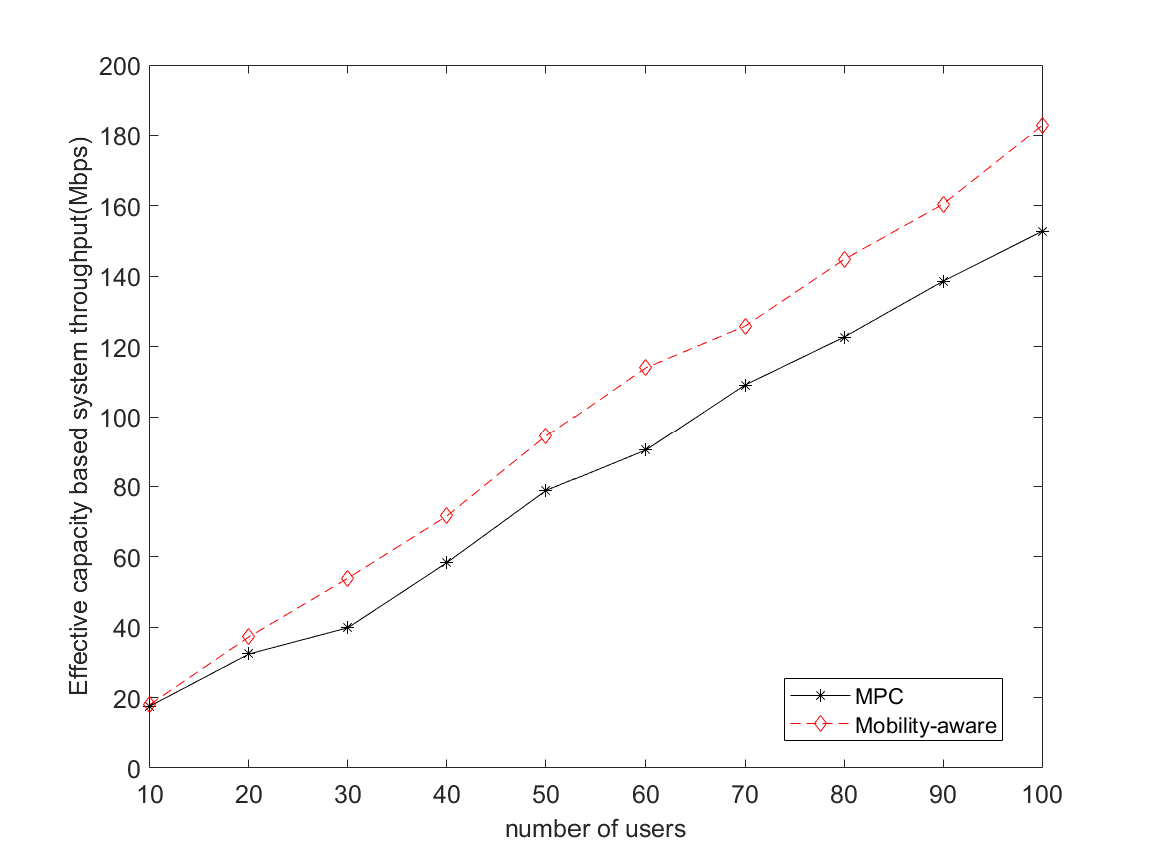 200
180
160
140
120
100
80
60
40
20
0
Effective capacity based system throughput(Mbps)
MPC
Mobility-aware
10 20 30 40 50 60 70 80 90 100
number of users